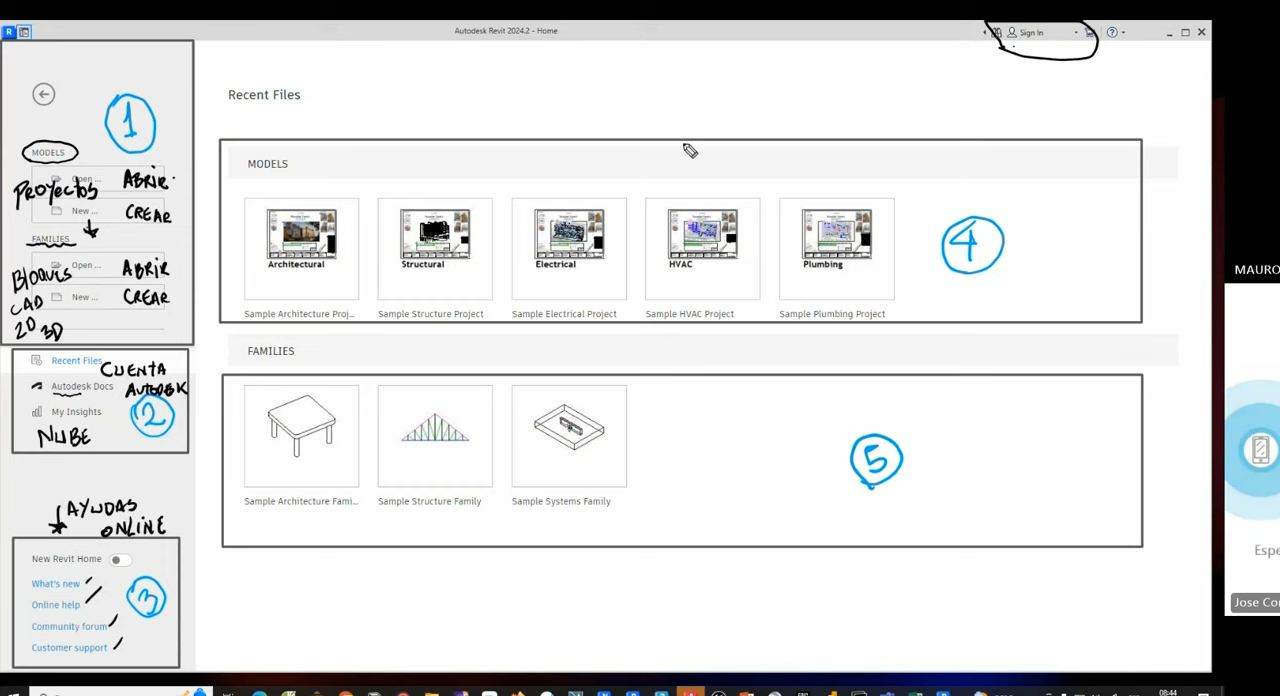 Autodesk Revit 2024.2 - Home
Sign In
1
Recent Files
MODELS
PROYECTOS
Open ...
ABRIR
New ...
CREAR
FAMILIES
BLOQUES
CAD
2D 3D
Open ...
ABRIR
New ...
CREAR
Recent Files
CUENTA
AUTODESK
Autodesk Docs
My Insights
2
NUBE
AYUDAS
ONLINE
New Revit Home
What's new
Online help
Community forum
Customer support
3
MODELS
Architectural
Structural
Electrical
HVAC
Plumbing
4
Sample Architecture Proj...
Sample Structure Project
Sample Electrical Project
Sample HVAC Project
Sample Plumbing Project
FAMILIES
5
Sample Architecture Fami...
Sample Structure Family
Sample Systems Family
MAURO
Espe
Jose Co
08:44